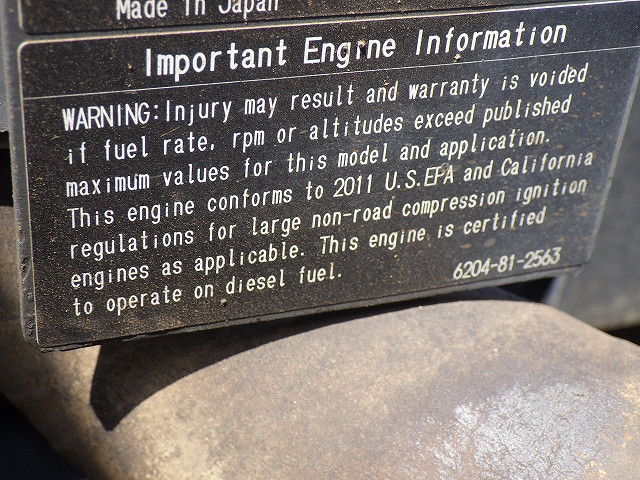 Made in Japan
Important Engine Information
WARNING:Injury may result and warranty is voided
if fuel rate, rpm or altitudes exceed published
maximum values for this model and application.
This engine conforms to 2011 U.S.EPA and California
regulations for large non-road compression ignition
engines as applicable. This engine is certified
to operate on diesel fuel.
6204-81-2563